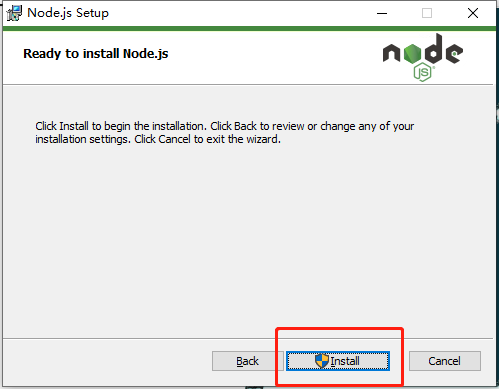 Node.js Setup
Ready to install Node.js
node
JS
Click Install to begin the installation. Click Back to review or change any of your
installation settings. Click Cancel to exit the wizard.
Back
Install
Cancel